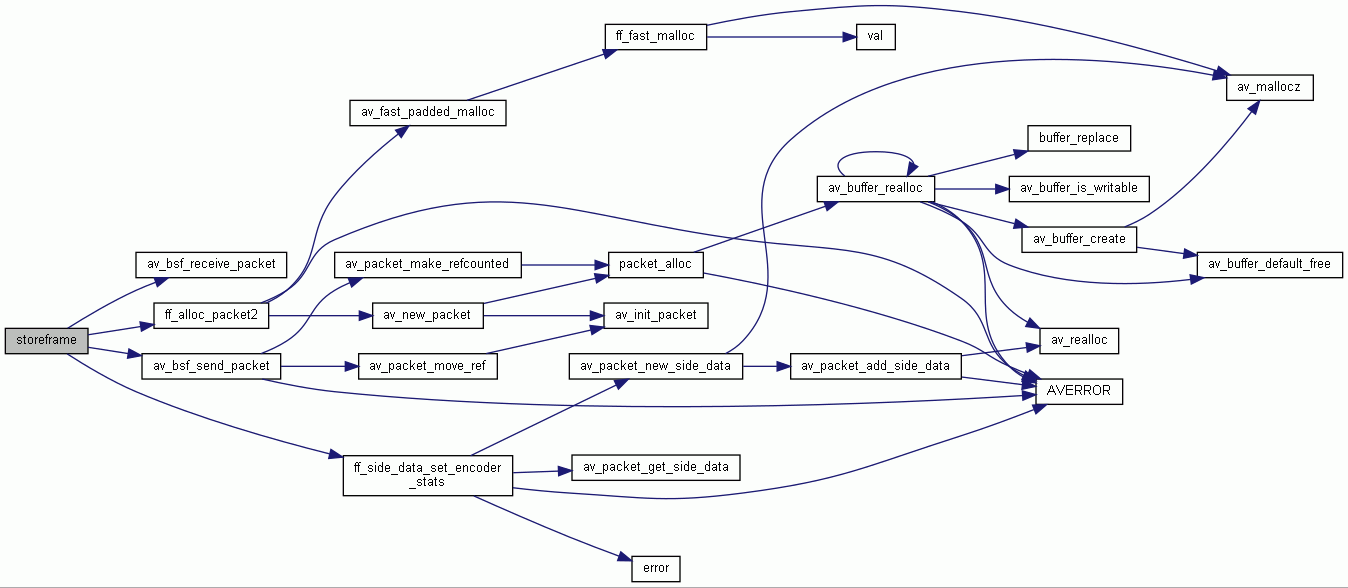 ff_fast_malloc
val
av_mallocz
av_fast_padded_malloc
buffer_replace
av_buffer_realloc
av_buffer_is_writable
av_buffer_create
av_bsf_receive_packet
av_packet_make_refcounted
packet_alloc
av_buffer_default_free
ff_alloc_packet2
av_new_packet
av_init_packet
storeframe
av_realloc
av_bsf_send_packet
av_packet_move_ref
av_packet_new_side_data
av_packet_add_side_data
AVERROR
ff_side_data_set_encoder
_stats
av_packet_get_side_data
error